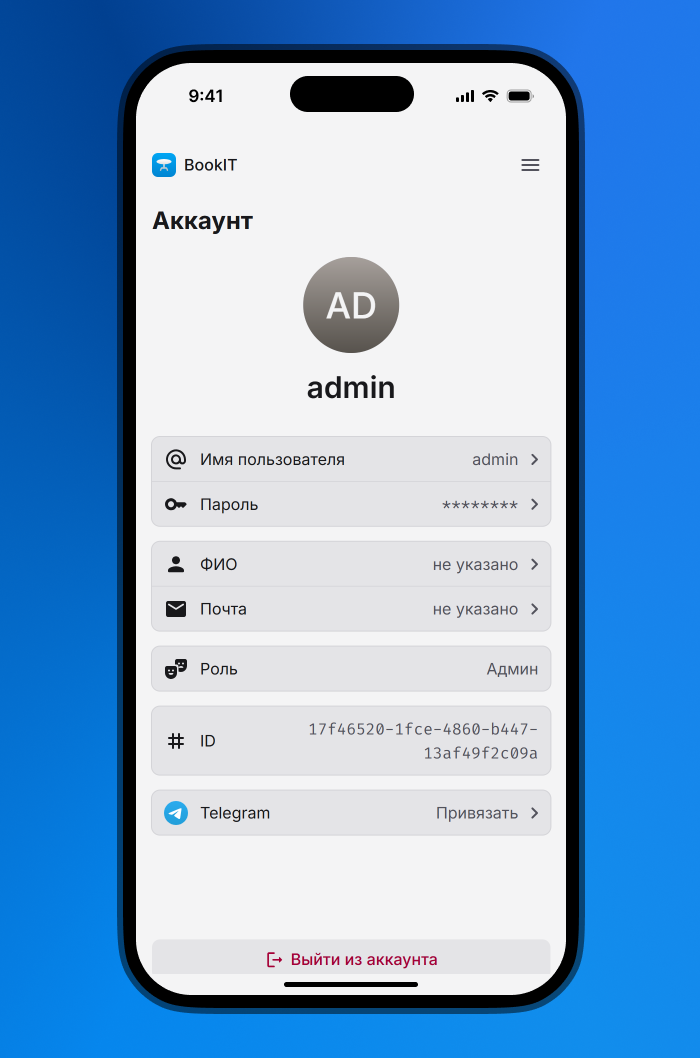 9:41
BookIT
Аккаунт
AD
admin
Имя пользователя admin
Пароль ********
ФИО не указано
Почта не указано
Роль Админ
ID 17f46520-1fce-4860-b447-
13af49f2c09a
Telegram Привязать
Выйти из аккаунта